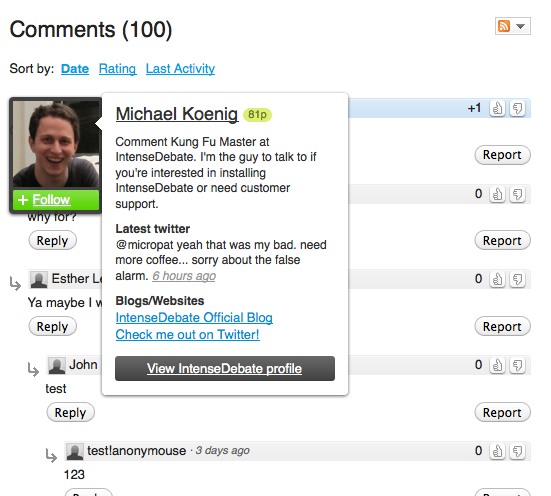 Comments (100)
Sort by: Date Rating Last Activity
+1
Michael Koenig 81p
Comment Kung Fu Master at
IntenseDebate. I'm the guy to talk to if
you're interested in installing
IntenseDebate or need customer
support.
Latest twitter
@micropat yeah that was my bad. need
more coffee... sorry about the false
alarm. 6 hours ago
Blogs/Websites
IntenseDebate Official Blog
Check me out on Twitter!
View IntenseDebate profile
+ Follow
Report
0
why for?
Reply
Report
Esther
0
Ya maybe I
Reply
Report
John
0
test
Reply
Report
test!anonymouse · 3 days ago
0
123
Reply
Report